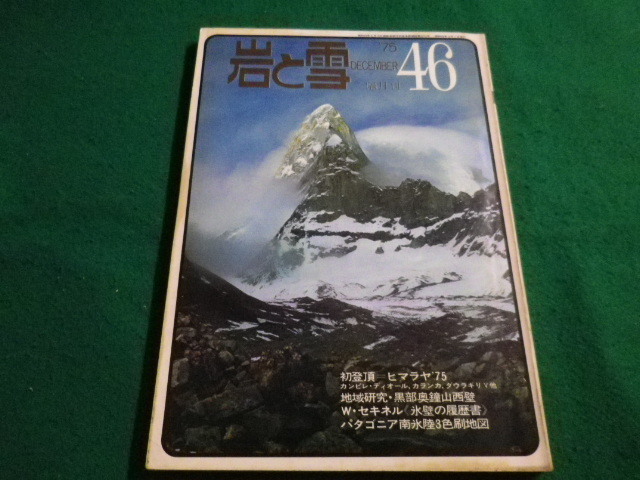 岩と雪
'75
DECEMBER
46
初登頂 ヒマラヤ'75
カンピレ・ディオール, カランカ, ダウラギリV他
地域研究・黒部奥鐘山西壁
W・セキネル《氷壁の履歴書》
パタゴニア南氷陸3色刷地図